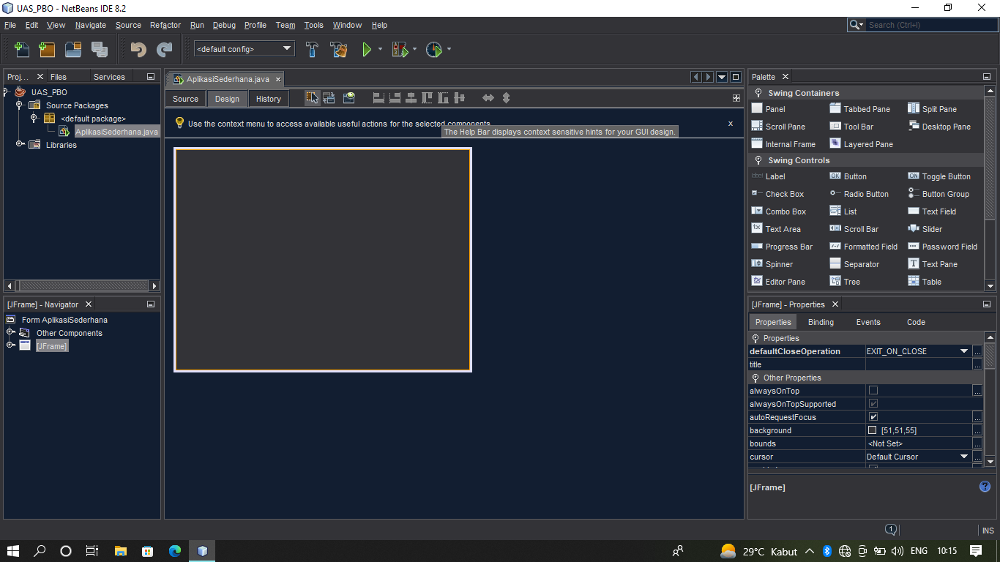 UAS_PBO - NetBeans IDE 8.2
File Edit View Navigate Source Refactor Run Debug Profile Team Tools Window Help
Search (Ctrl+I)
<default config>
Proj... Files Services
UAS_PBO
Source Packages
<default package>
AplikasiSederhana.java
Libraries
[JFrame] - Navigator
Form AplikasiSederhana
Other Components
[JFrame]
AplikasiSederhana.java
Source Design History
Use the context menu to access available useful actions for the selected components.
The Help Bar displays context sensitive hints for your GUI design.
Palette
Swing Containers
Panel Tabbed Pane Split Pane
Scroll Pane Tool Bar Desktop Pane
Internal Frame Layered Pane
Swing Controls
label Label OK Button ON Toggle Button
Check Box Radio Button Button Group
Combo Box List Text Field
Text Area Scroll Bar Slider
Progress Bar Formatted Field Password Field
Spinner Separator Text Pane
Editor Pane Tree Table
[JFrame] - Properties
Properties Binding Events Code
Properties
defaultCloseOperation EXIT_ON_CLOSE ...
title ...
Other Properties
alwaysOnTop ...
alwaysOnTopSupported
autoRequestFocus ...
background [51,51,55] ...
bounds <Not Set> ...
cursor Default Cursor ...
[JFrame]
1 INS
29°C Kabut ENG 10:15